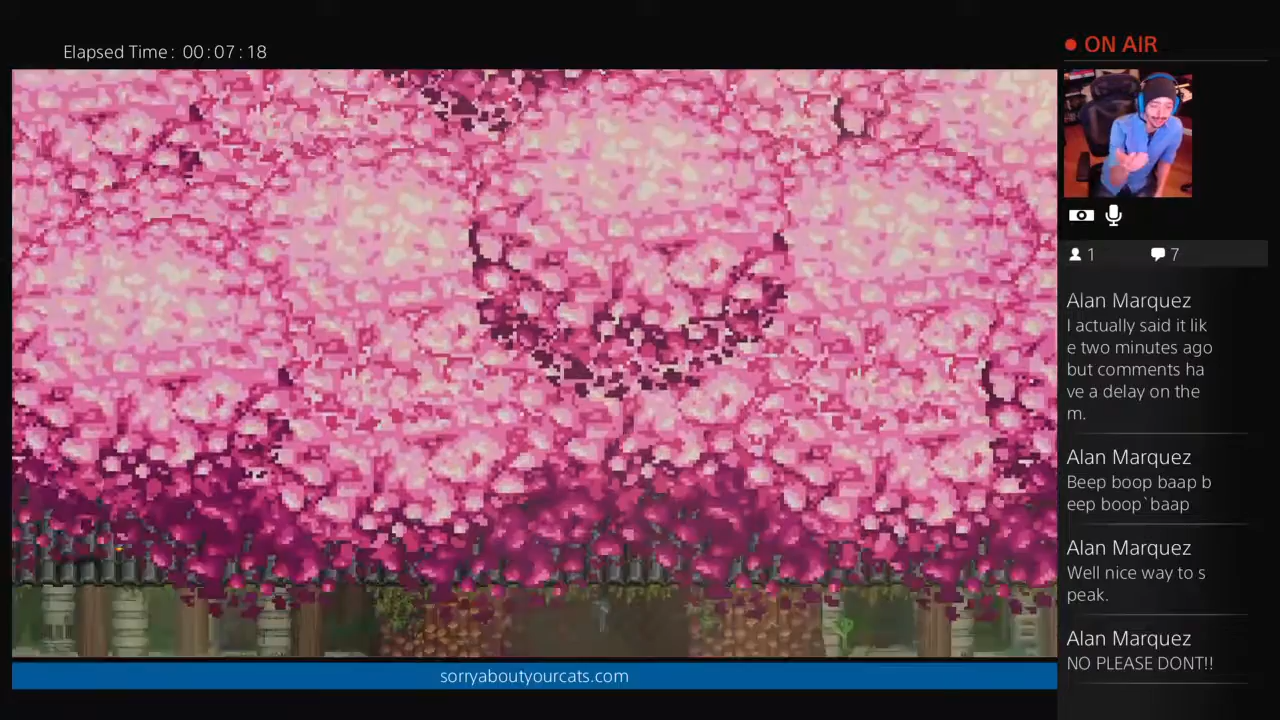 Elapsed Time: 00:07:18
ON AIR
1
7
Alan Marquez
I actually said it lik
e two minutes ago
but comments ha
ve a delay on the
m.
Alan Marquez
Beep boop baap b
eep boop`baap
Alan Marquez
Well nice way to s
peak.
Alan Marquez
NO PLEASE DONT!!
sorryaboutyourcats.com